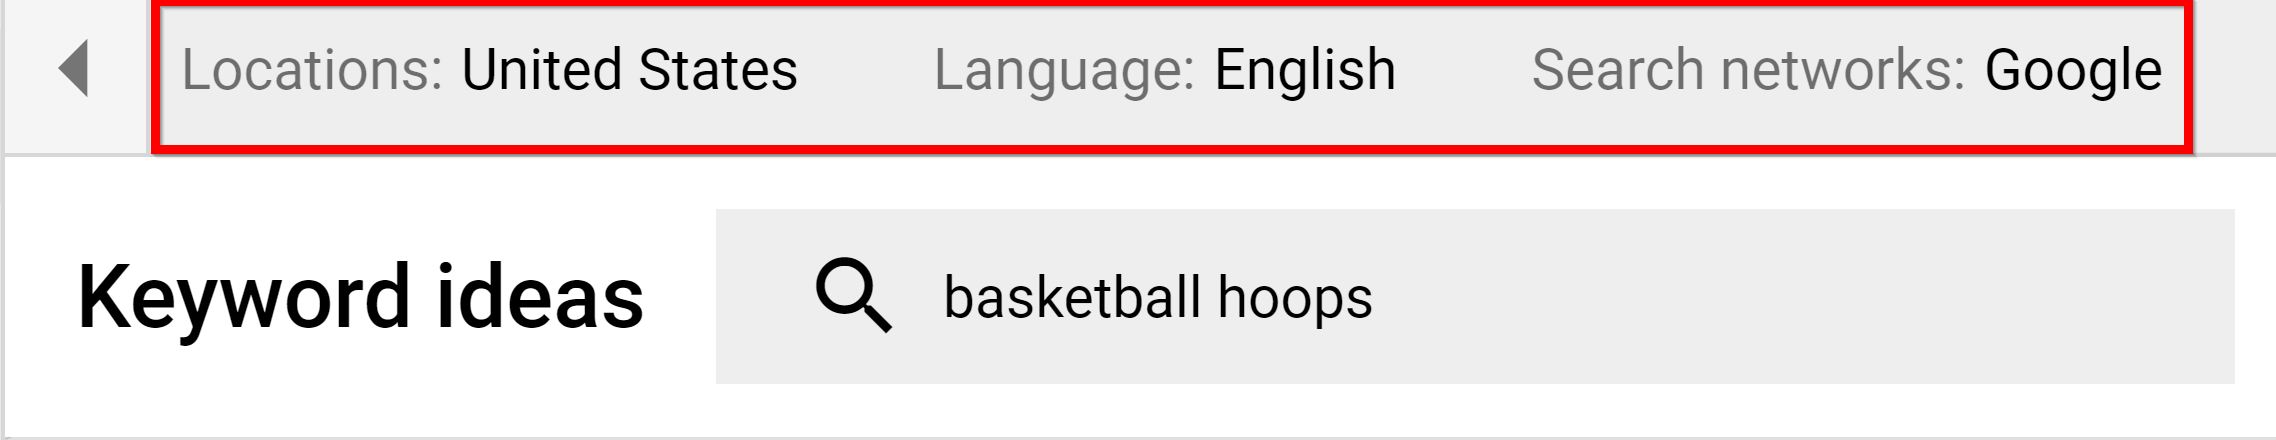 Locations: United States Language: English Search networks: Google
Keyword ideas basketball hoops